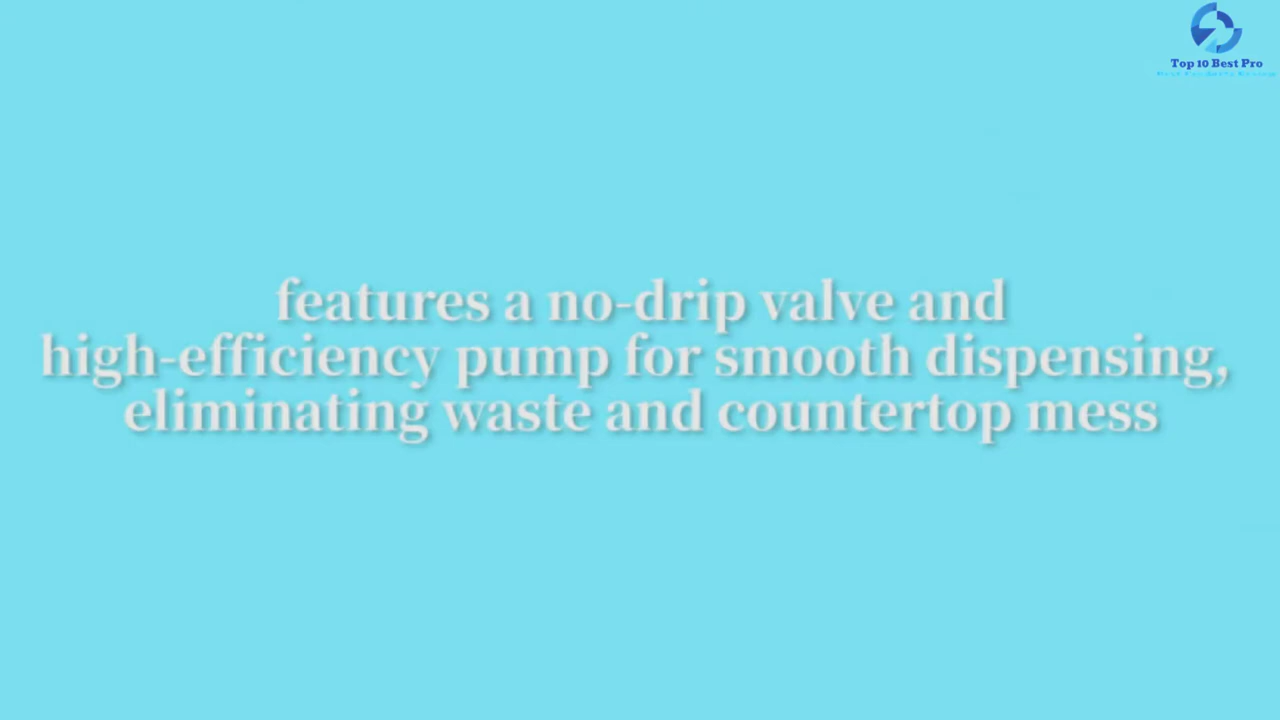 Top 10 Best Pro
features a no-drip valve and
high-efficiency pump for smooth dispensing,
eliminating waste and countertop mess